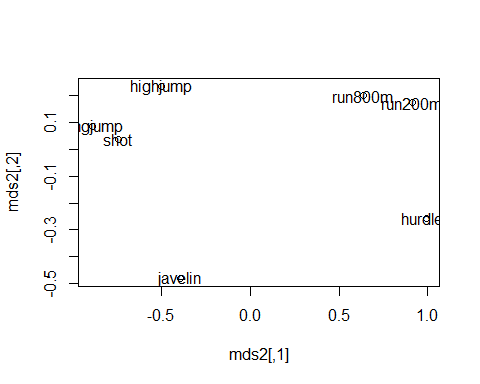 highjump
run800m
run200m
ngjump
shot
hurdle
javelin
0.1
-0.1
-0.3
-0.5
mds2[,2]
-0.5
0.0
0.5
1.0
mds2[,1]